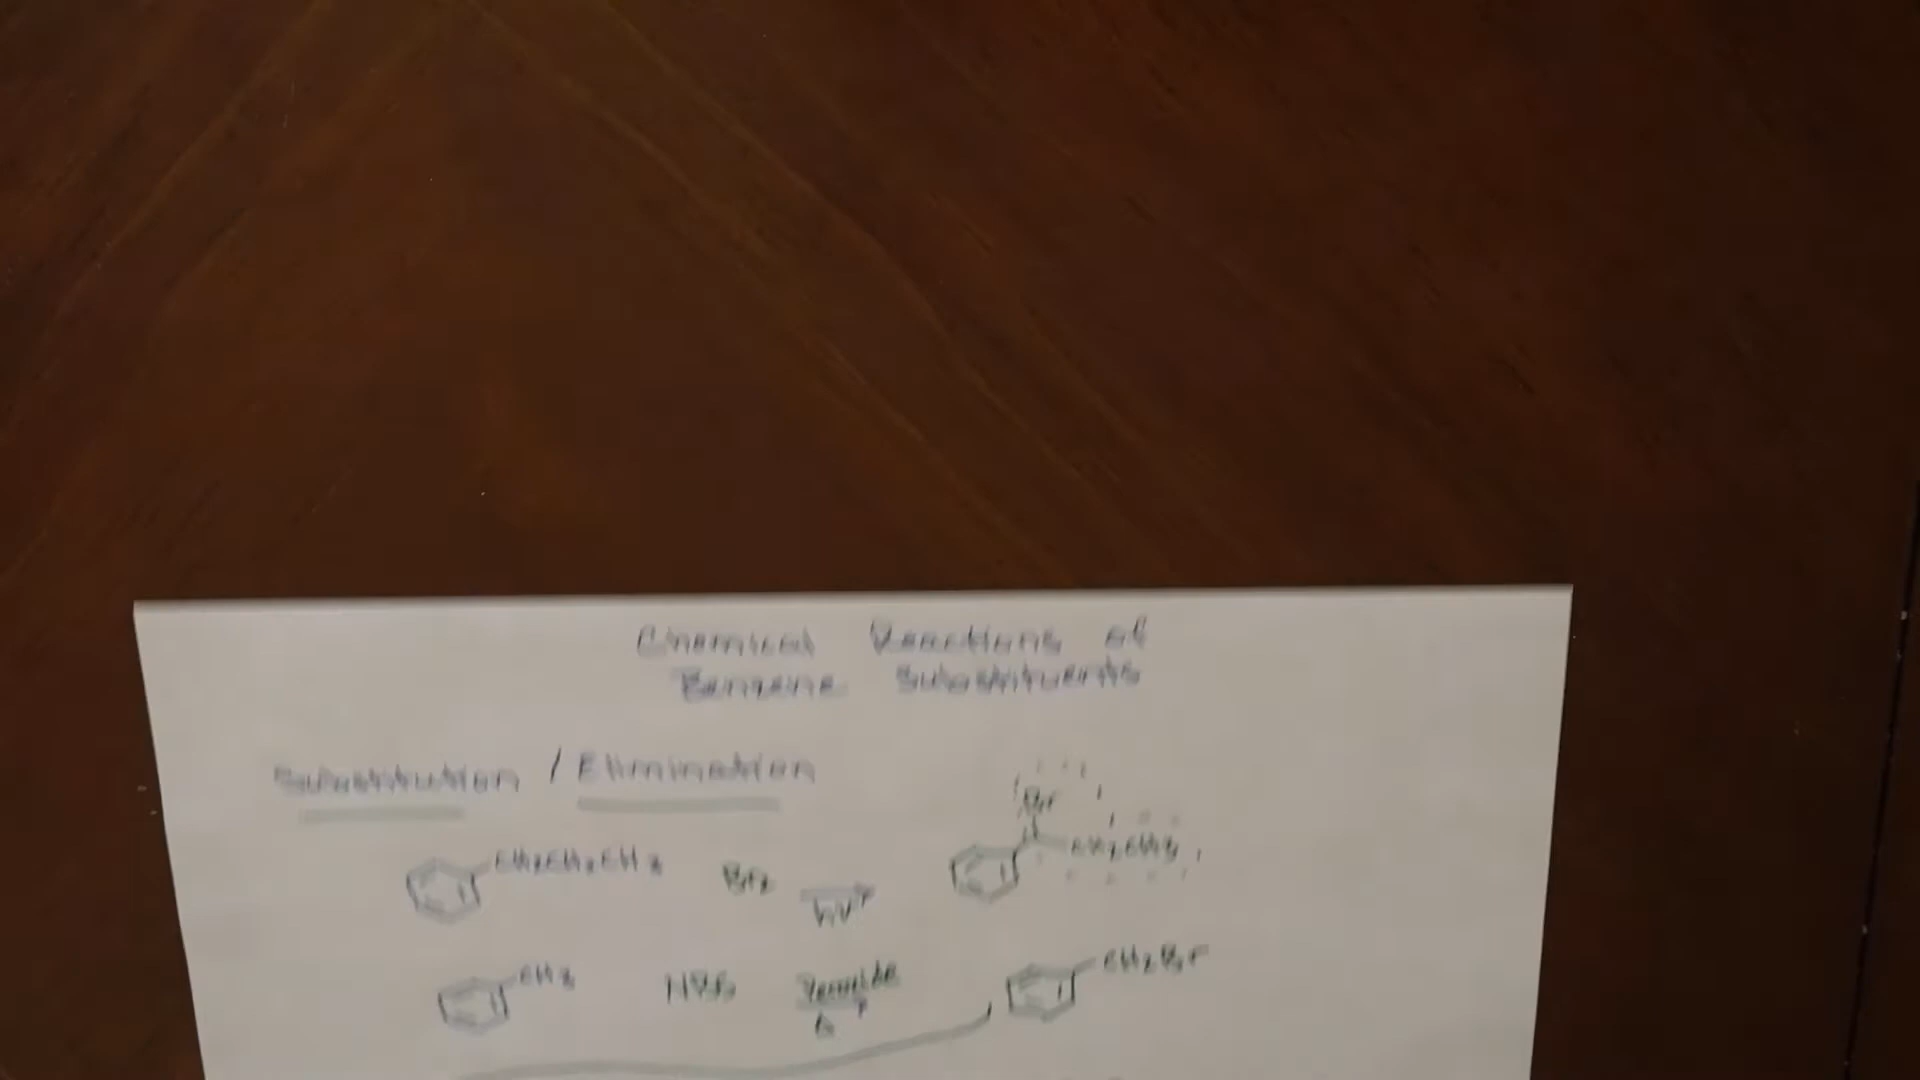 Chemical Reactions of
Benzene Substituents
Substitution / Elimination
Br
CH2CH2CH3 Br2 hv CH2CH3
CH3 NBS Peroxide CH2Br
Δ